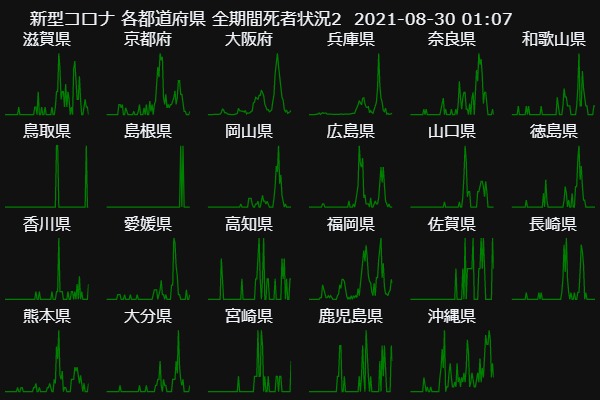 新型コロナ 各都道府県 全期間死者状況2 2021-08-30 01:07
滋賀県 京都府 大阪府 兵庫県 奈良県 和歌山県
鳥取県 島根県 岡山県 広島県 山口県 徳島県
香川県 愛媛県 高知県 福岡県 佐賀県 長崎県
熊本県 大分県 宮崎県 鹿児島県 沖縄県